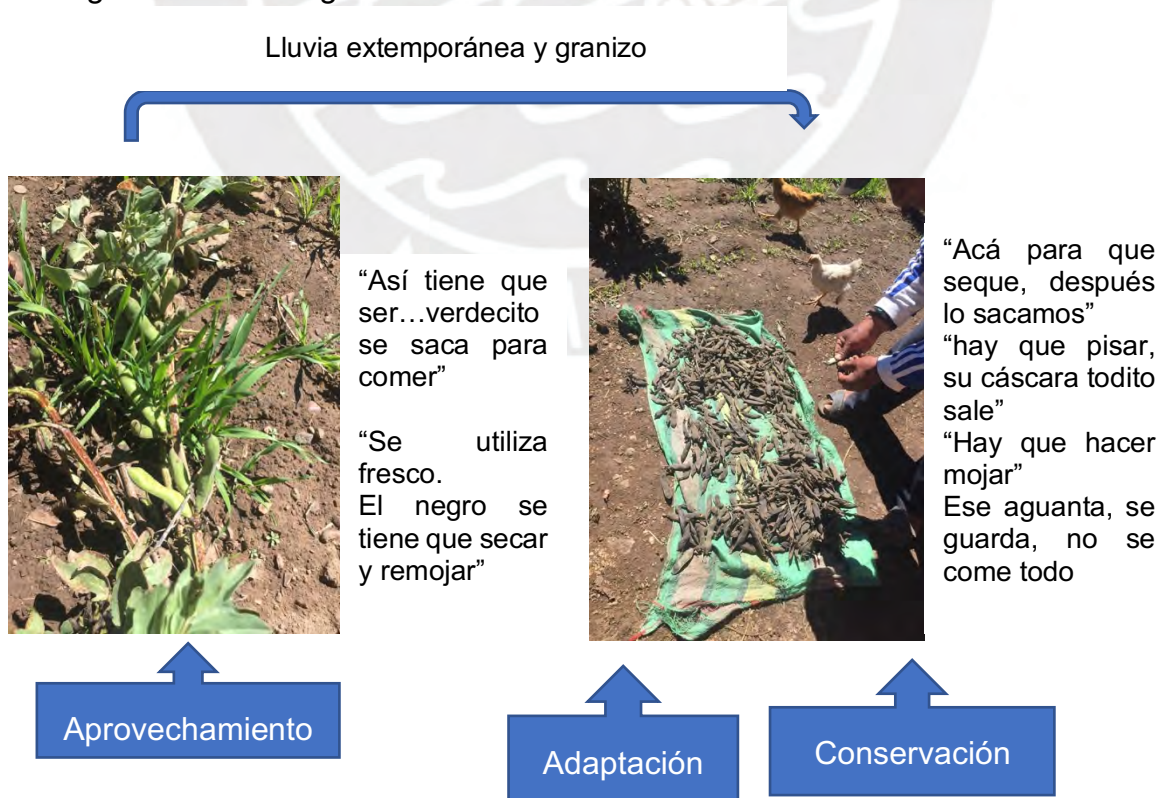 Lluvia extemporánea y granizo
“Así tiene que
ser…verdecito
se saca para
comer”
“Se utiliza
fresco.
El negro se
tiene que secar
y remojar”
“Acá para que
seque, después
lo sacamos”
“hay que pisar,
su cáscara todito
sale”
“Hay que hacer
mojar”
Ese aguanta, se
guarda, no se
come todo
Aprovechamiento
Adaptación
Conservación